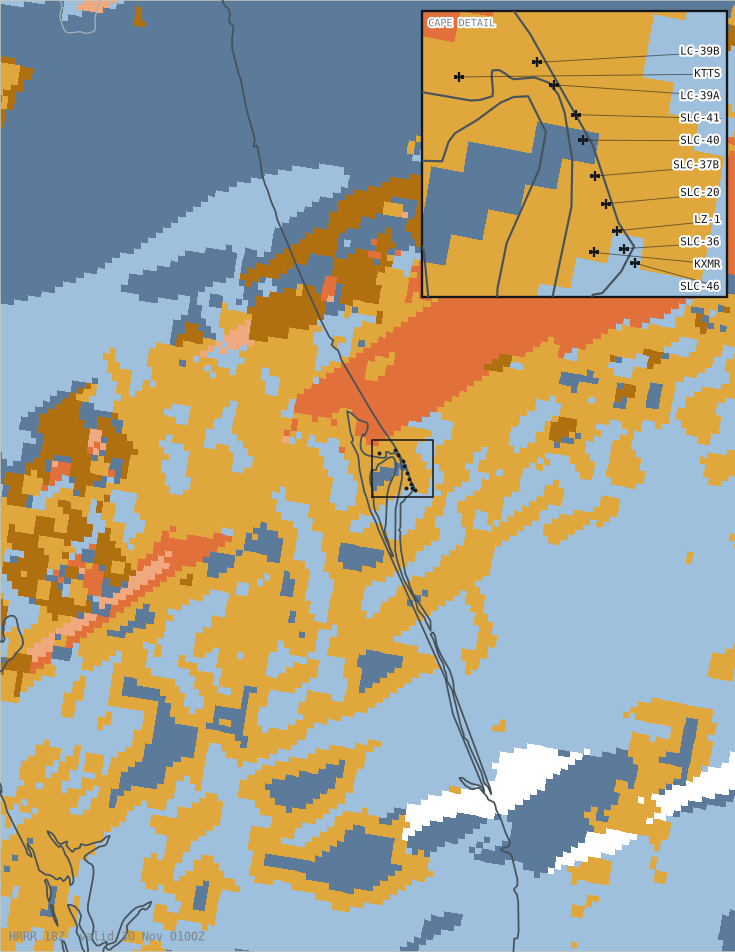 CAPE DETAIL
LC-39B
KTTS
LC-39A
SLC-41
SLC-40
SLC-37B
SLC-20
LZ-1
SLC-36
KXMR
SLC-46
HRRR 18Z valid 30 Nov 0100Z